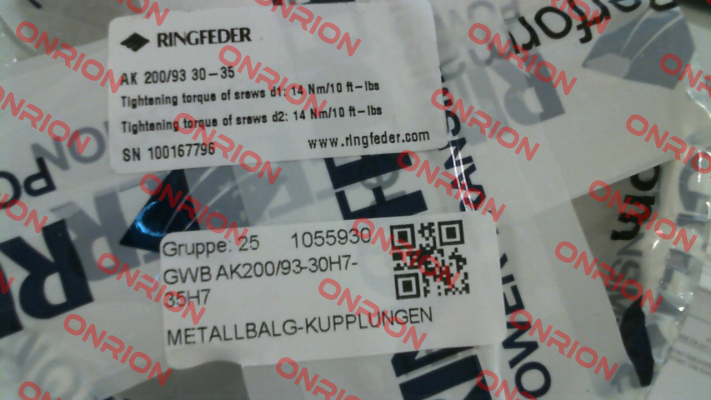 RINGFEDER
AK 200/93 30-35
Tightening torque of srews d1: 14 Nm/10 ft-lbs
Tightening torque of srews d2: 14 Nm/10 ft-lbs
SN 100167796
www.ringfeder.com
Gruppe: 25 1055930
GWB AK200/93-30H7-
35H7
METALLBALG-KUPPLUNGEN
ONRION